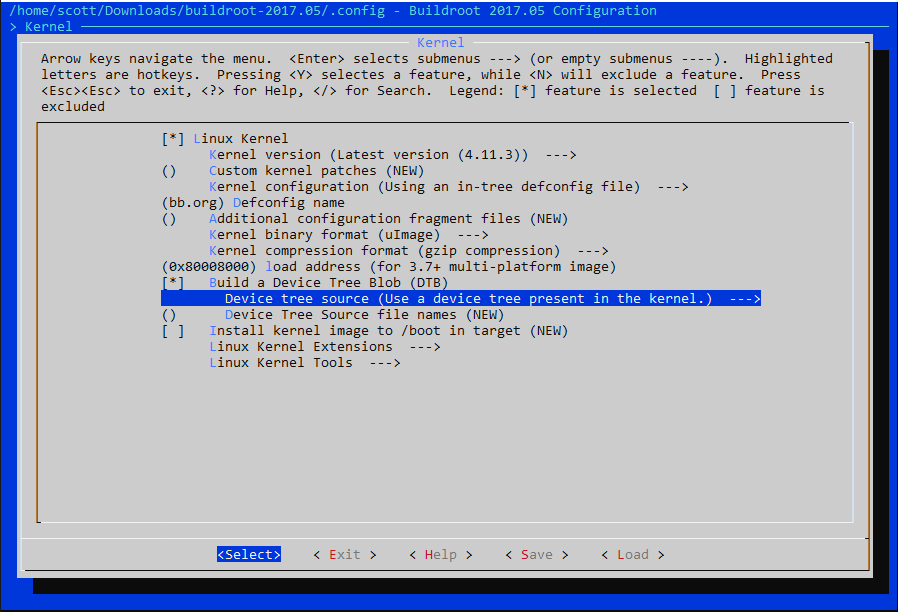 /home/scott/Downloads/buildroot-2017.05/.config - Buildroot 2017.05 Configuration
> Kernel
Kernel
Arrow keys navigate the menu.  <Enter> selects submenus ---> (or empty submenus ----).  Highlighted
letters are hotkeys.  Pressing <Y> selectes a feature, while <N> will exclude a feature.  Press
<Esc><Esc> to exit, <?> for Help, </> for Search.  Legend: [*] feature is selected  [ ] feature is
excluded
[*] Linux Kernel
Kernel version (Latest version (4.11.3))  --->
()    Custom kernel patches (NEW)
Kernel configuration (Using an in-tree defconfig file)  --->
(bb.org) Defconfig name
()    Additional configuration fragment files (NEW)
Kernel binary format (uImage)  --->
Kernel compression format (gzip compression)  --->
(0x80008000) load address (for 3.7+ multi-platform image)
[*]   Build a Device Tree Blob (DTB)
Device tree source (Use a device tree present in the kernel.)  --->
()      Device Tree Source file names (NEW)
[ ]   Install kernel image to /boot in target (NEW)
Linux Kernel Extensions  --->
Linux Kernel Tools  --->
<Select>    < Exit >    < Help >    < Save >    < Load >